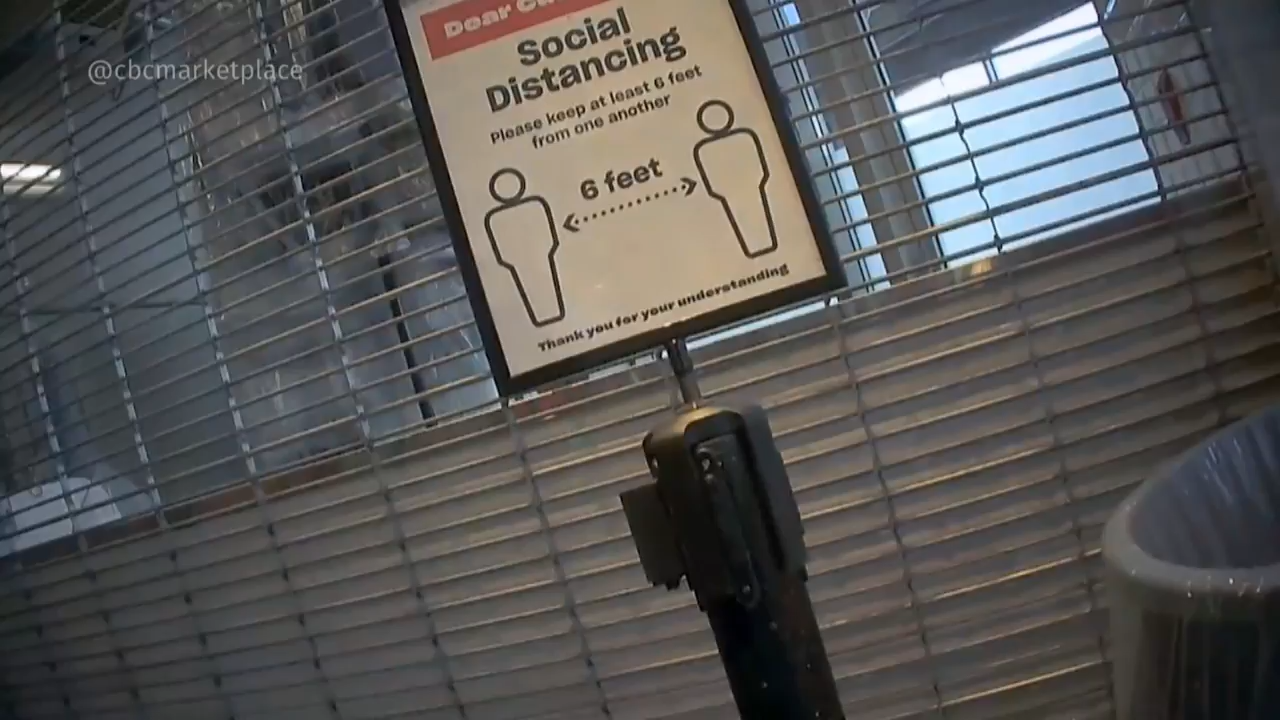 @cbcmarketplace
Dear
Social
Distancing
Please keep at least 6 feet
from one another
6 feet
Thank you for your understanding